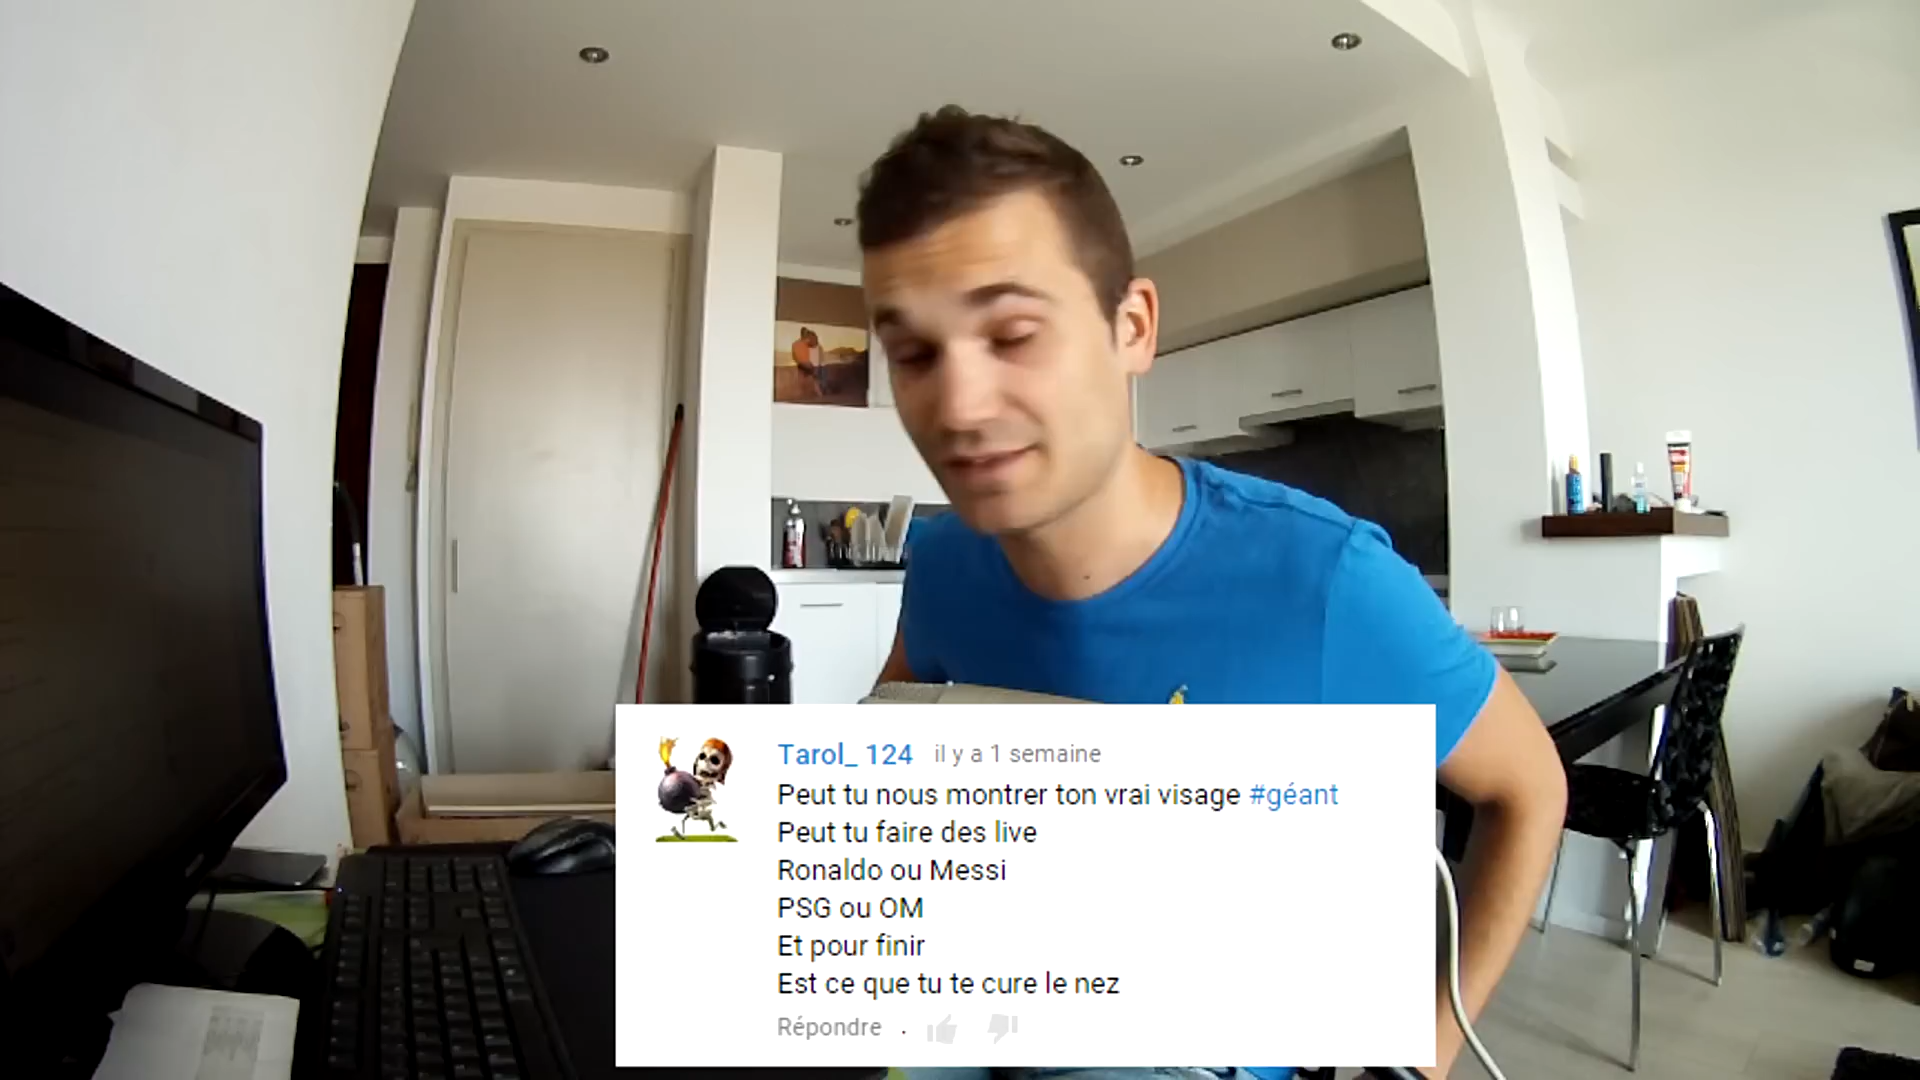 Tarol_ 124 il y a 1 semaine
Peut tu nous montrer ton vrai visage #géant
Peut tu faire des live
Ronaldo ou Messi
PSG ou OM
Et pour finir
Est ce que tu te cure le nez
Répondre .